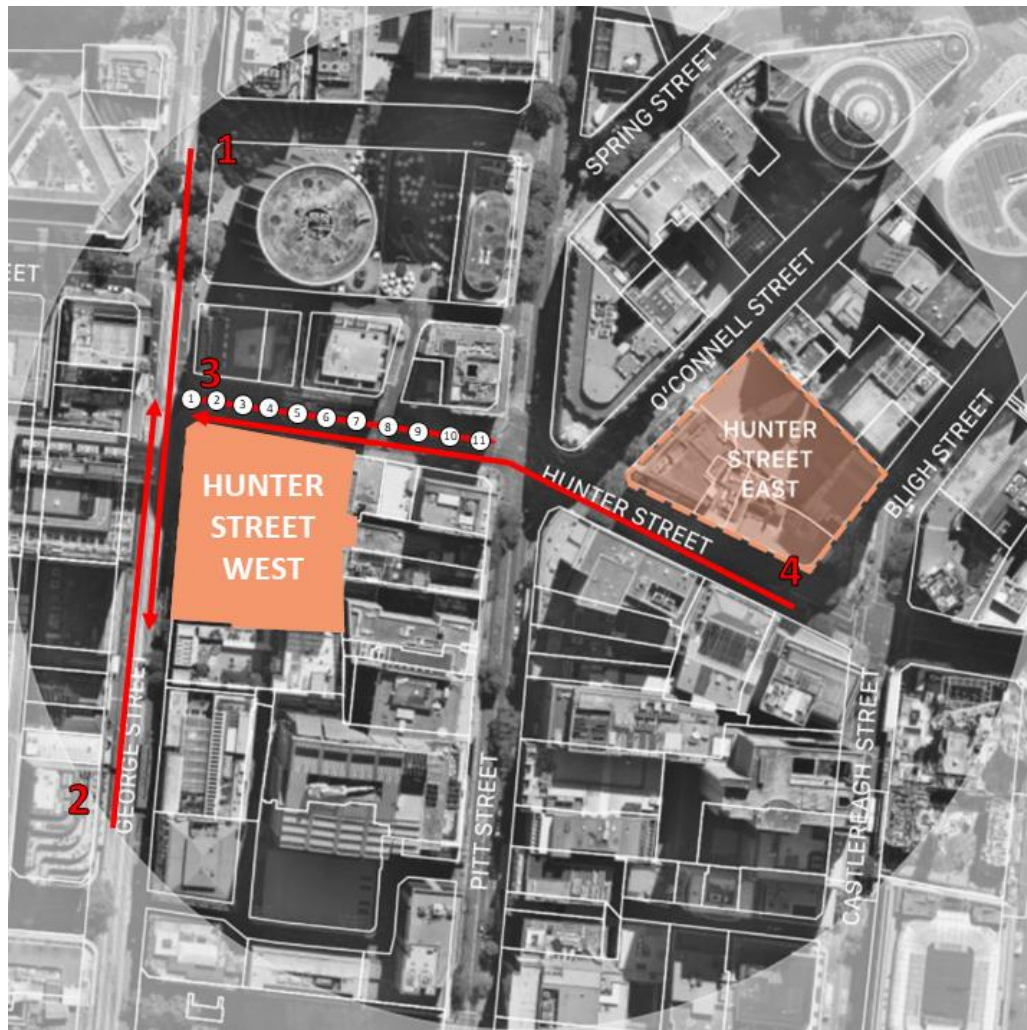 SPRING STREET
1
EET
O'CONNELL STREET
3
1 2 3 4 5 6 7 8 9 10 11
HUNTER
STREET
EAST
BLIGH STREET
HUNTER
STREET
WEST
HUNTER STREET
4
GEORGE STREET
2
PITT STREET
CASTLEREAGH STREET